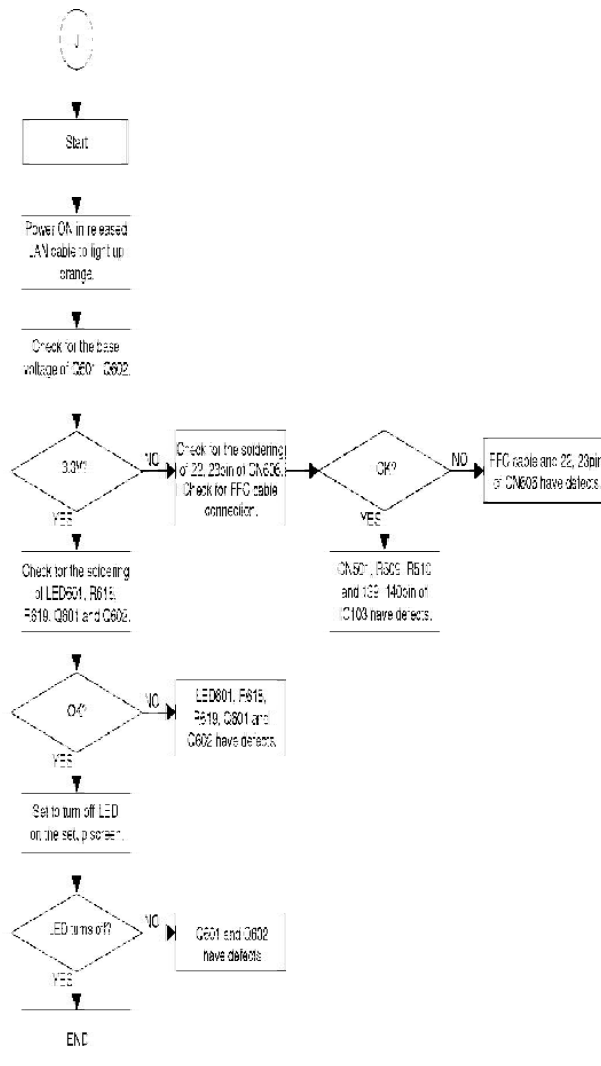 J
Start
Power ON in released
LAN cable to light up
orange.
Check for the base
voltage of Q601, Q602.
3.3V?
NO
YES
Check for the soldering
of 22, 23pin of CN606.
Check for FFC cable
connection.
OK?
NO
YES
FFC cable and 22, 23pin
of CN606 have defects.
Check for the soldering
of LED601, R618,
R619, Q601 and Q602.
CN501, R509, R510
and 139, 140pin of
IC103 have defects.
OK?
NO
YES
LED601, R618,
R619, Q601 and
Q602 have defects.
Set to turn off LED
on the setup screen.
LED turns off?
NO
YES
Q601 and Q602
have defects
END